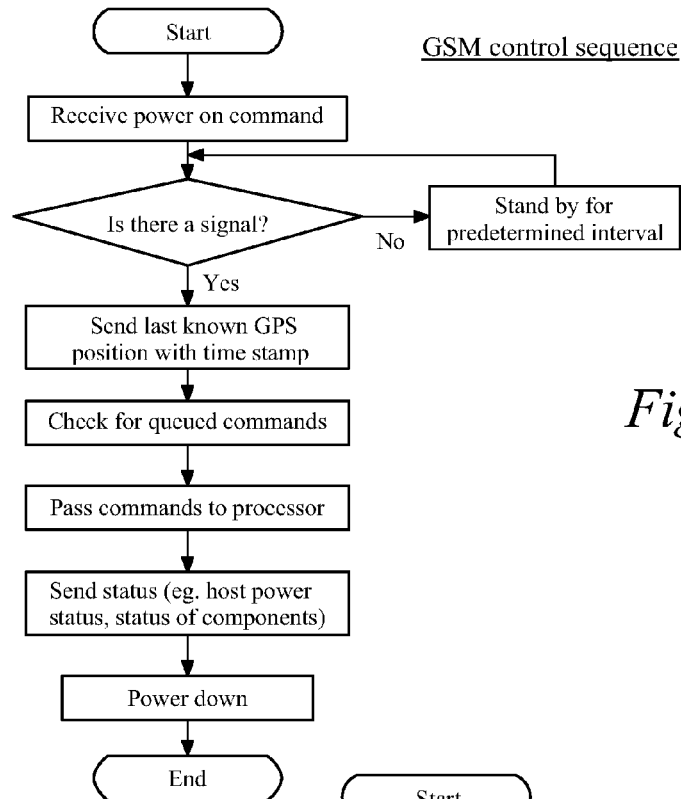 Start
GSM control sequence
Receive power on command
Is there a signal?
Stand by for
predetermined interval
No
Yes
Send last known GPS
position with time stamp
Check for queued commands
Pass commands to processor
Send status (eg. host power
status, status of components)
Power down
End